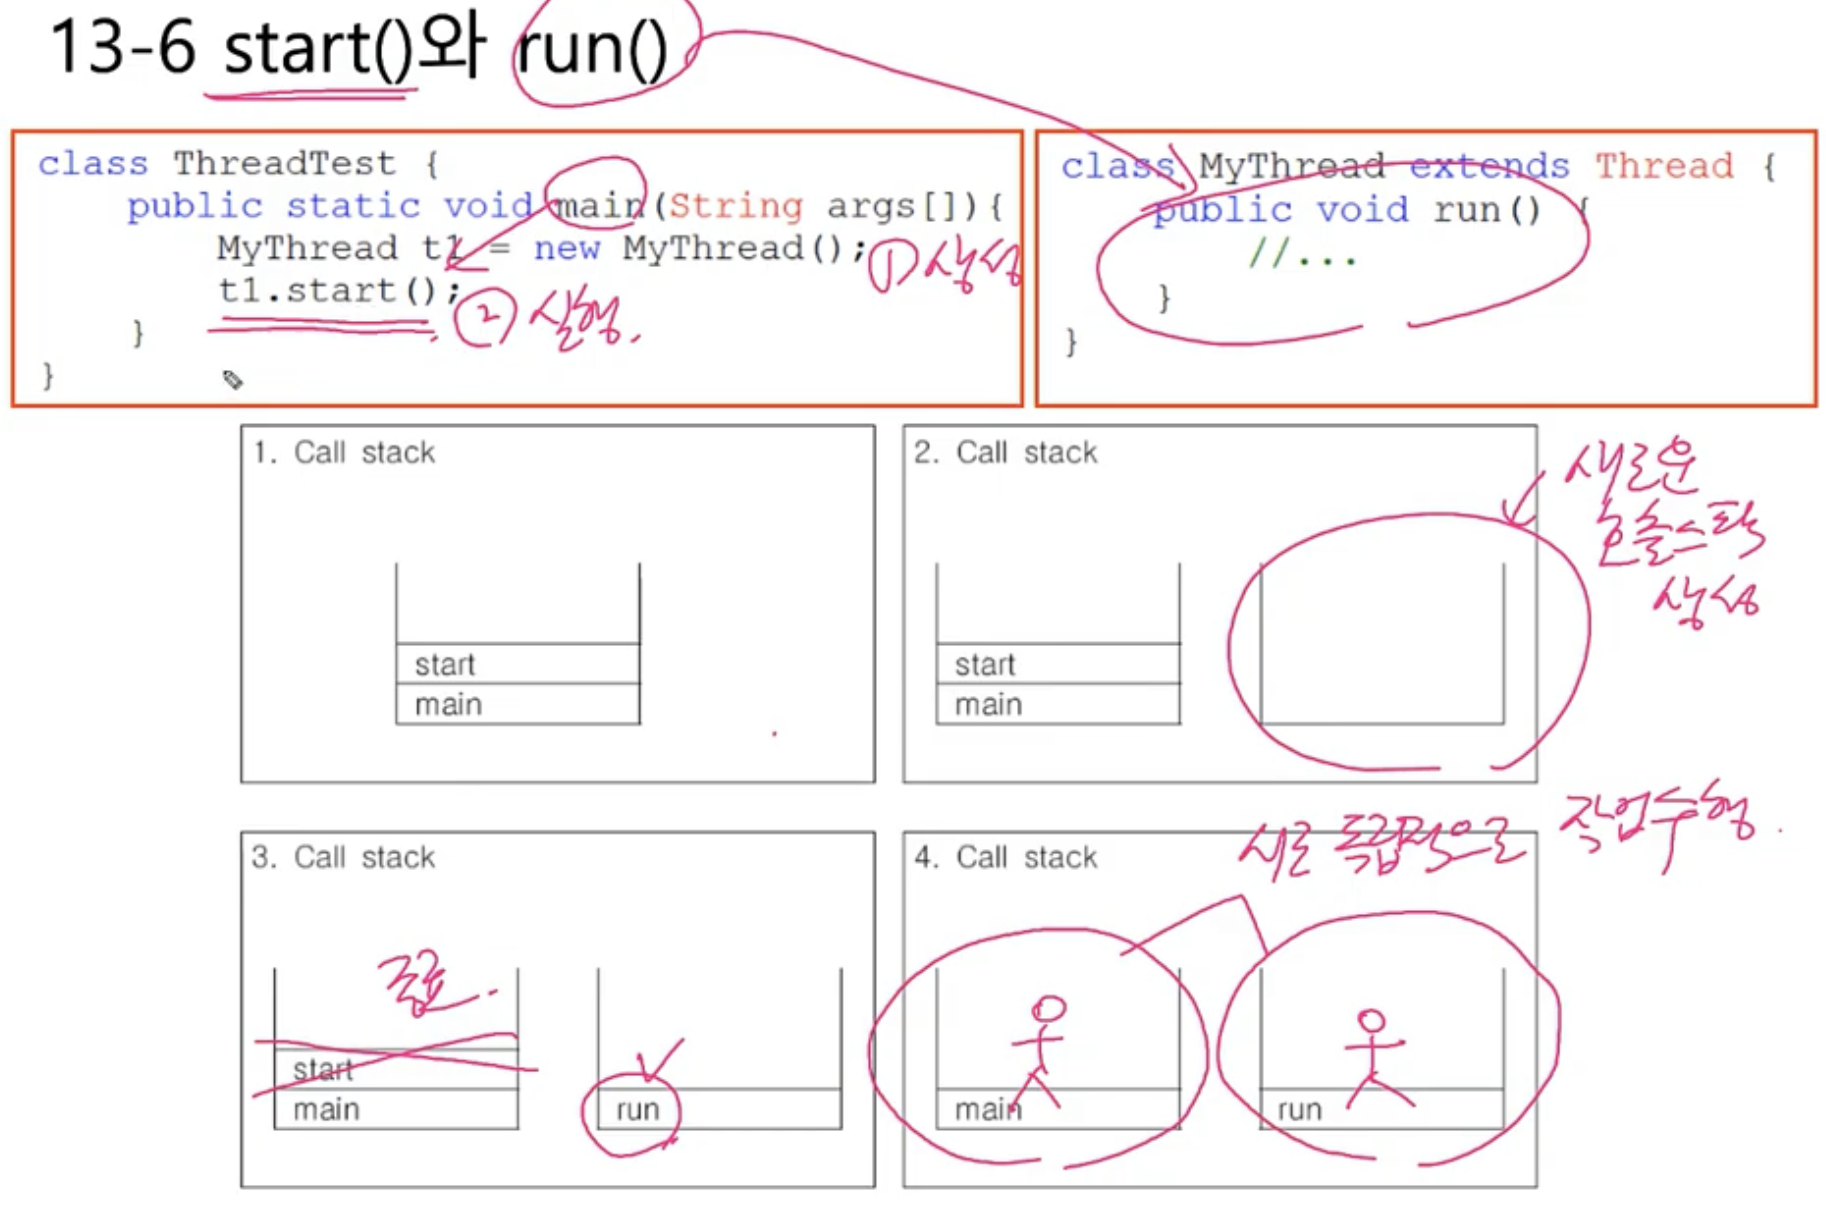 13-6 start()와 run()
class ThreadTest {
public static void main(String args[]){
MyThread t1 = new MyThread(); ① 생성
t1.start(); ② 실행.
}
}
class MyThread extends Thread {
public void run() {
//...
}
}
1. Call stack
start
main
2. Call stack
start
main
새로운
호출스택
생성
3. Call stack
종료.
start
main
run
4. Call stack
서로 독립적으로 작업수행.
main
run